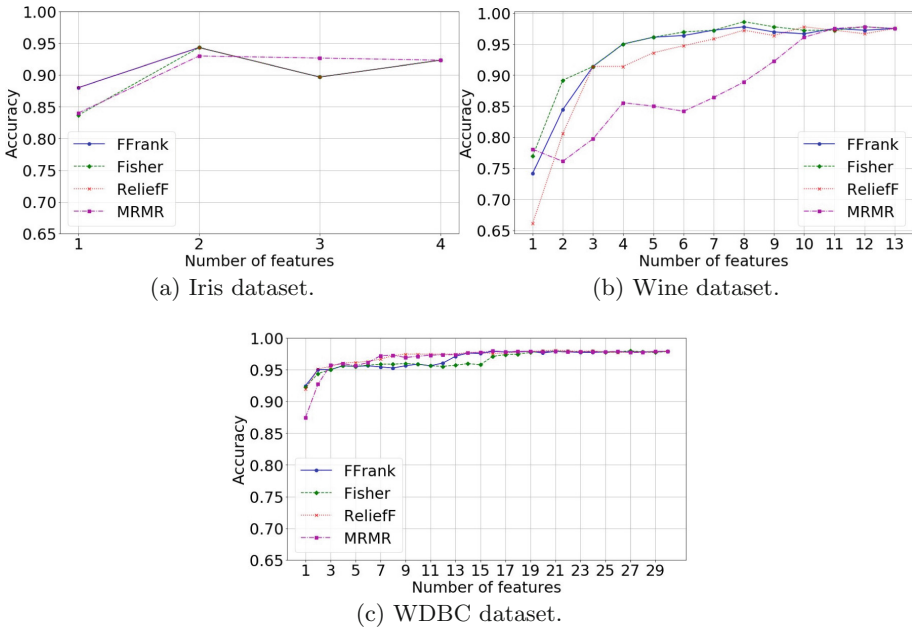 1.00
0.95
0.90
0.85
0.80
0.75
0.70
0.65
Accuracy
FFrank
Fisher
ReliefF
MRMR
1 2 3 4
Number of features
(a) Iris dataset.
1.00
0.95
0.90
0.85
0.80
0.75
0.70
0.65
Accuracy
FFrank
Fisher
ReliefF
MRMR
1 2 3 4 5 6 7 8 9 10 11 12 13
Number of features
(b) Wine dataset.
1.00
0.95
0.90
0.85
0.80
0.75
0.70
0.65
Accuracy
FFrank
Fisher
ReliefF
MRMR
1 3 5 7 9 11 13 15 17 19 21 23 25 27 29
Number of features
(c) WDBC dataset.